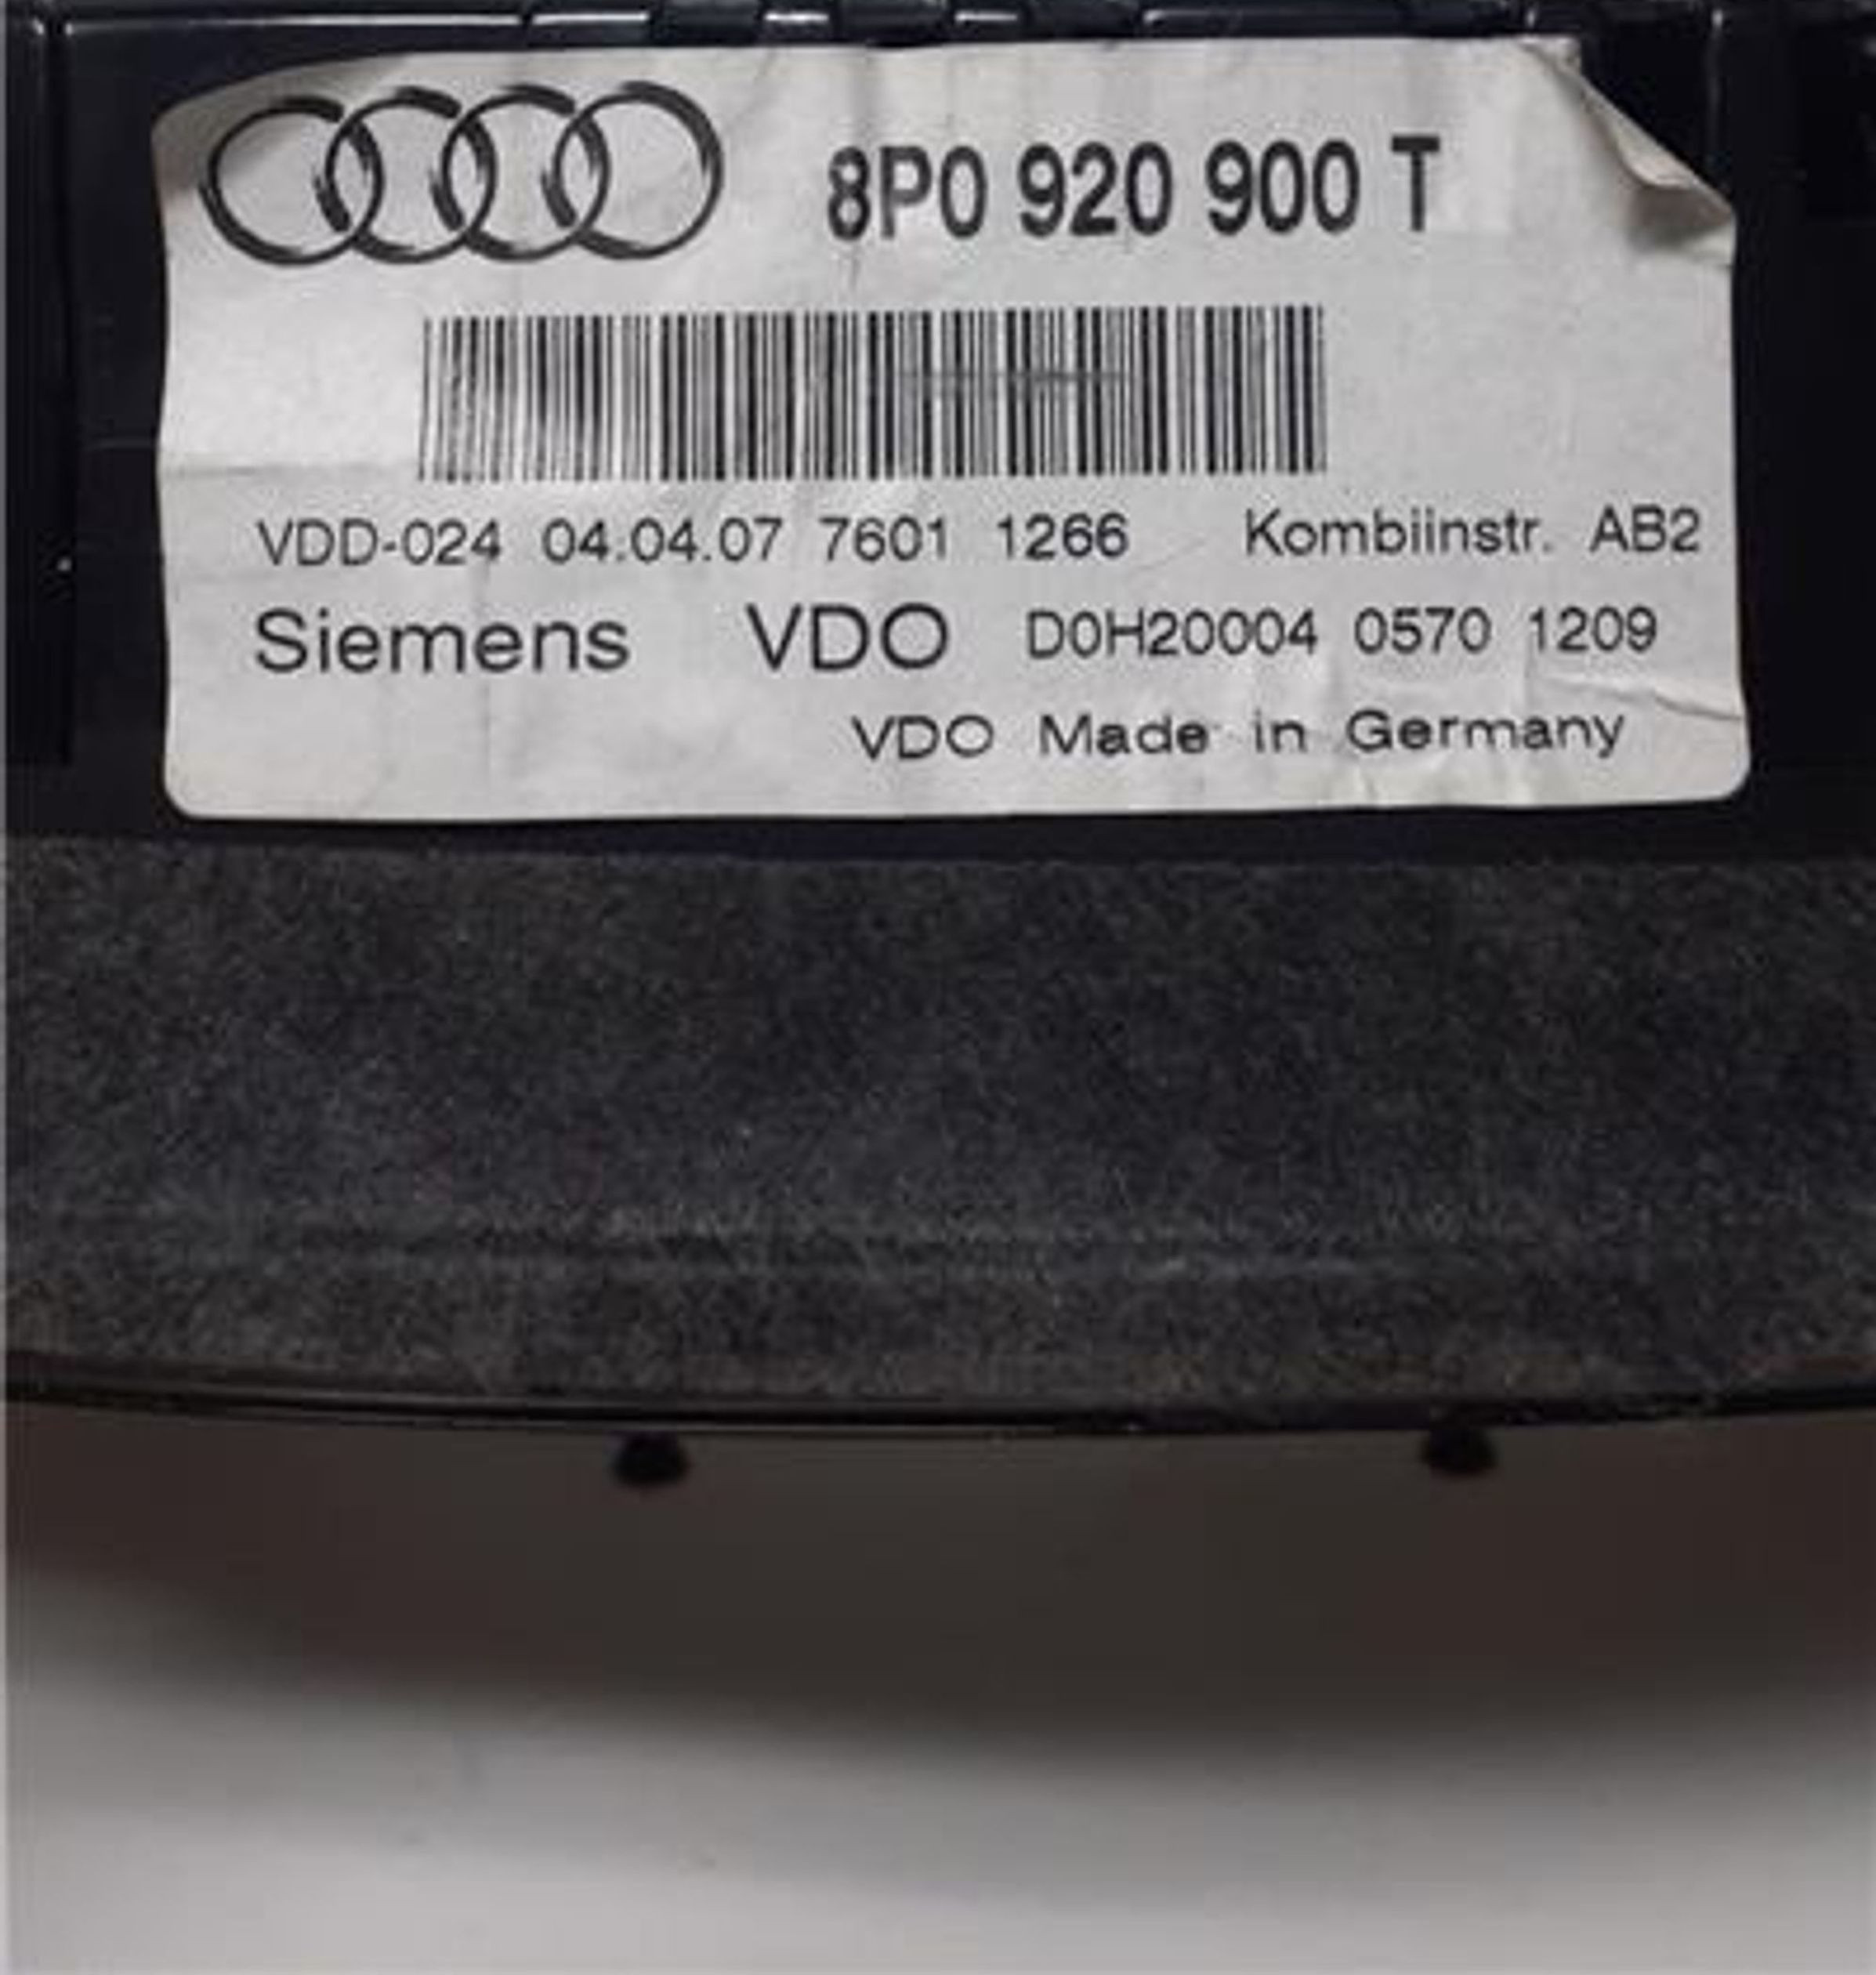 8P0 920 900 T
VDD-024 04.04.07 7601 1266 Kombiinstr. AB2
Siemens VDO D0H20004 0570 1209
VDO Made in Germany